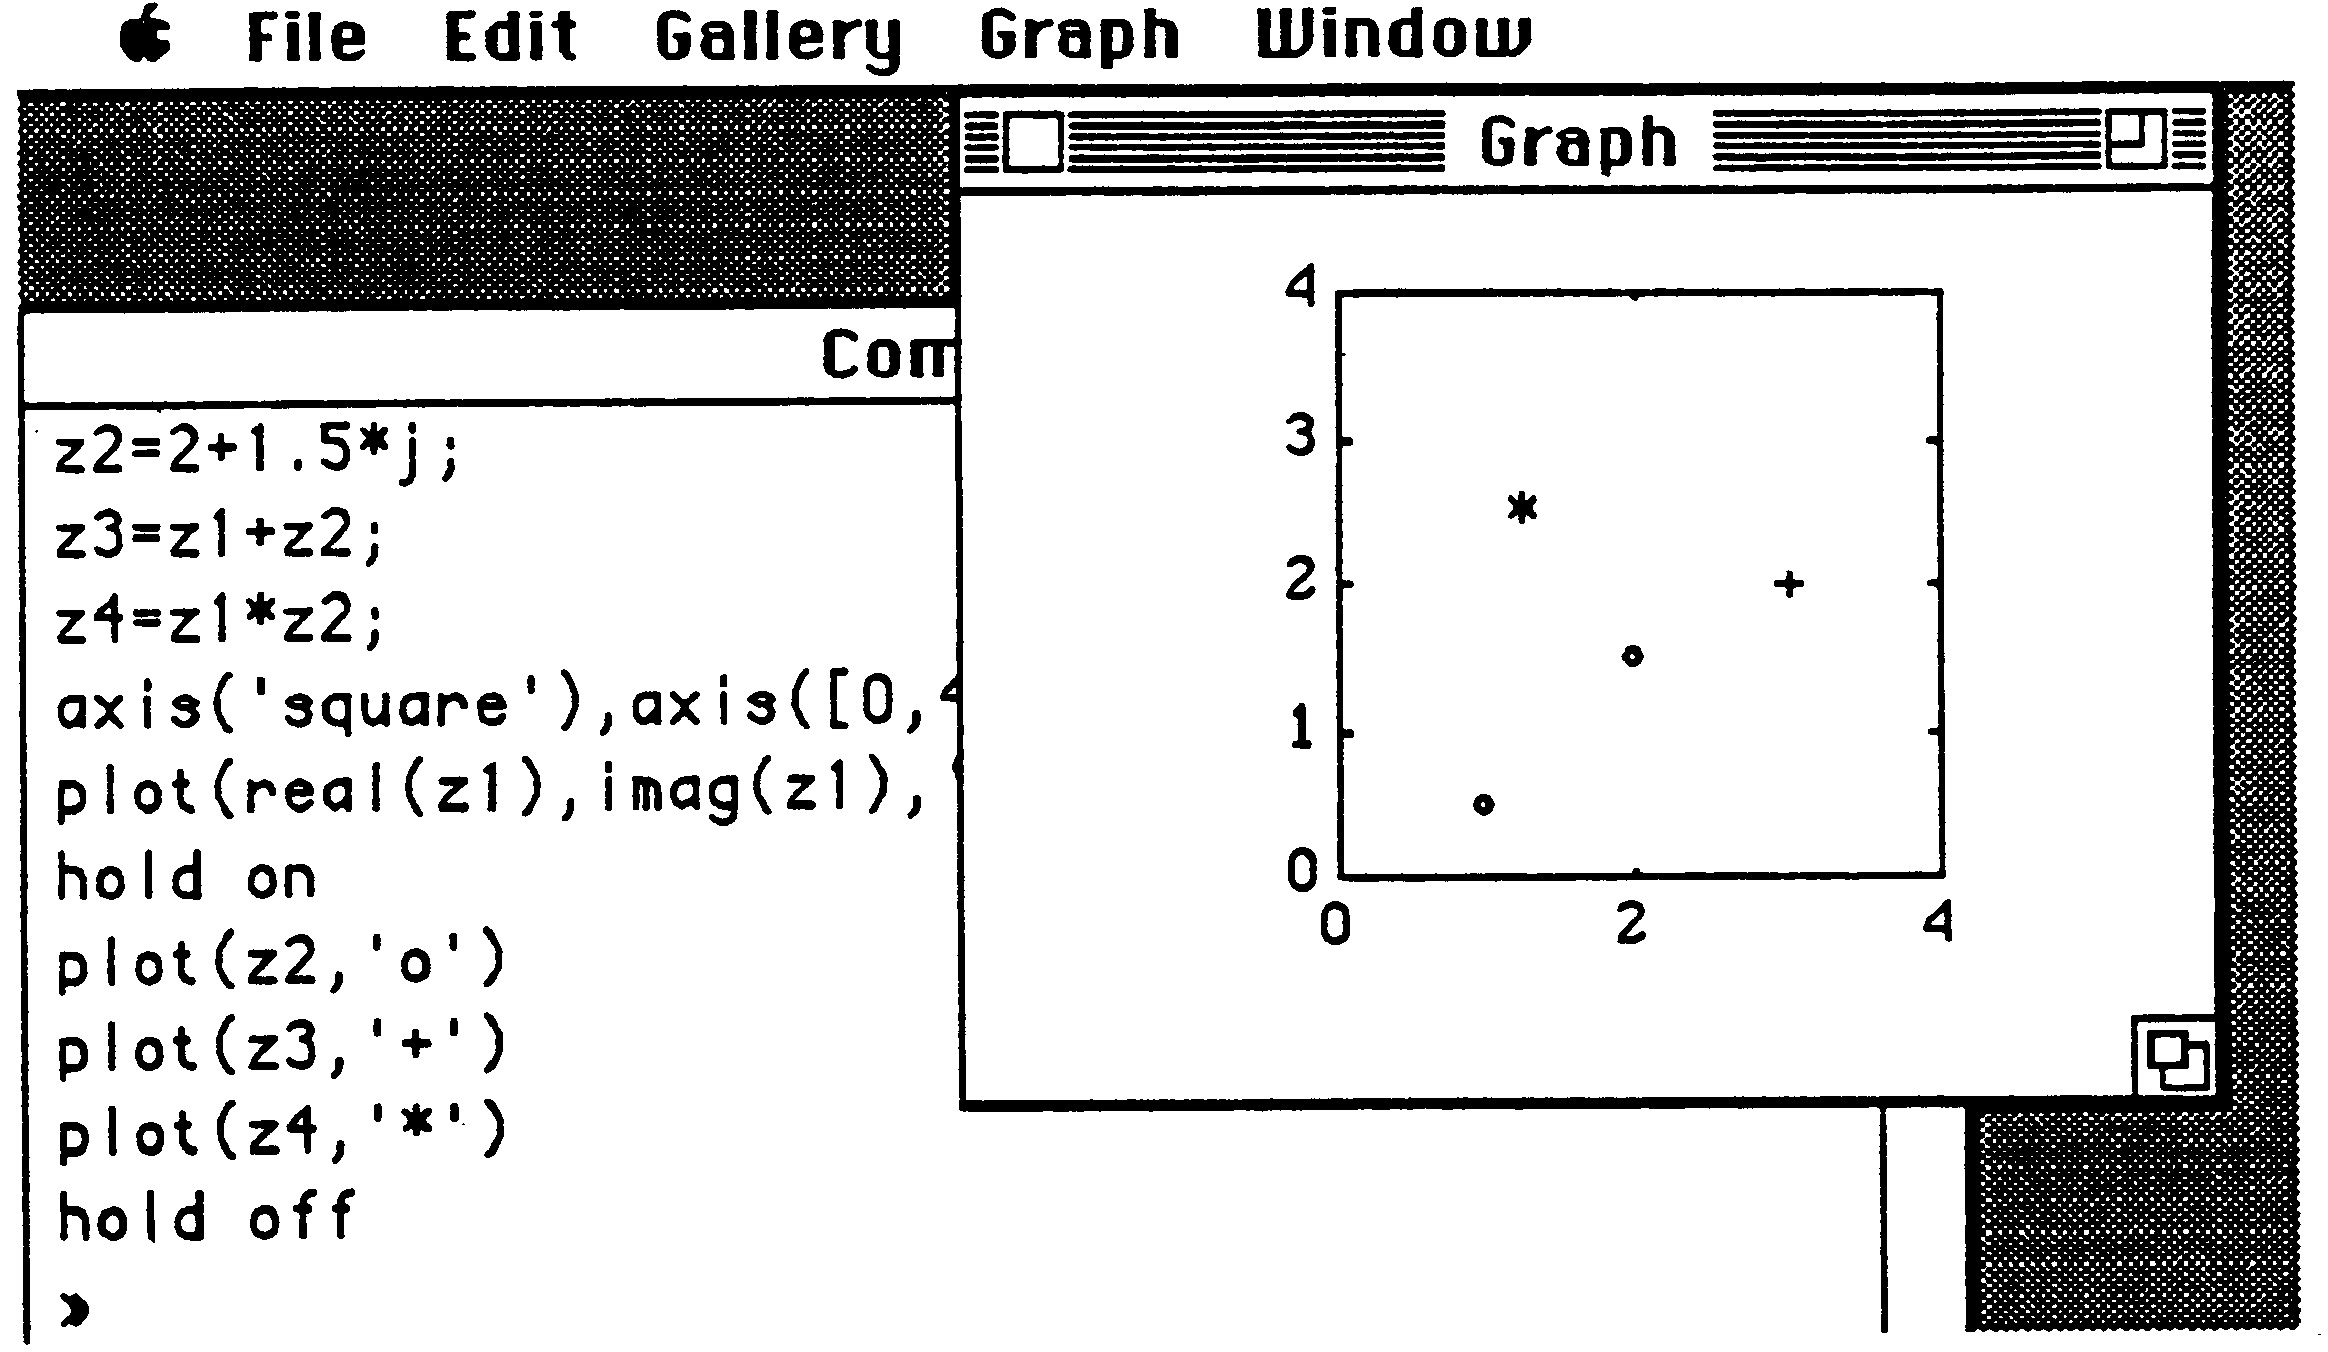 File Edit Gallery Graph Window
Graph
Com
z2=2+1.5*j;
z3=z1+z2;
z4=z1*z2;
axis('square'),axis([0,4
plot(real(z1),imag(z1),
hold on
plot(z2,'o')
plot(z3,'+')
plot(z4,'*')
hold off
»
4
3
2
1
0
0 2 4